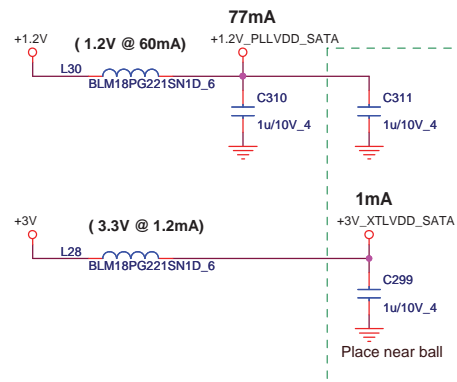 77mA
+1.2V
( 1.2V @ 60mA)
+1.2V_PLLVDD_SATA
L30
BLM18PG221SN1D_6
C310
C311
1u/10V_4
1u/10V_4
1mA
+3V
( 3.3V @ 1.2mA)
+3V_XTLVDD_SATA
L28
BLM18PG221SN1D_6
C299
1u/10V_4
Place near ball